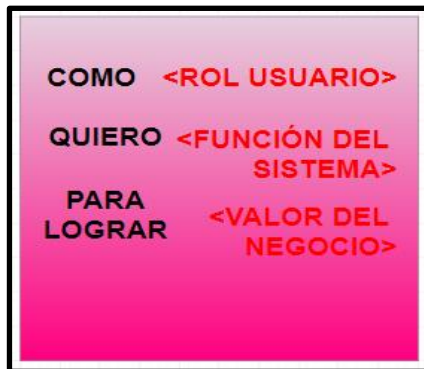 COMO <ROL USUARIO>
QUIERO <FUNCIÓN DEL
SISTEMA>
PARA
LOGRAR <VALOR DEL
NEGOCIO>